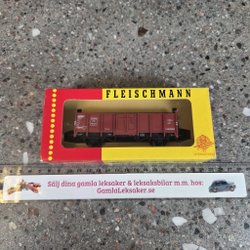 FLEISCHMANN
Sälj dina gamla leksaker & leksaksbilar m.m. hos:
GamlaLeksaker.se